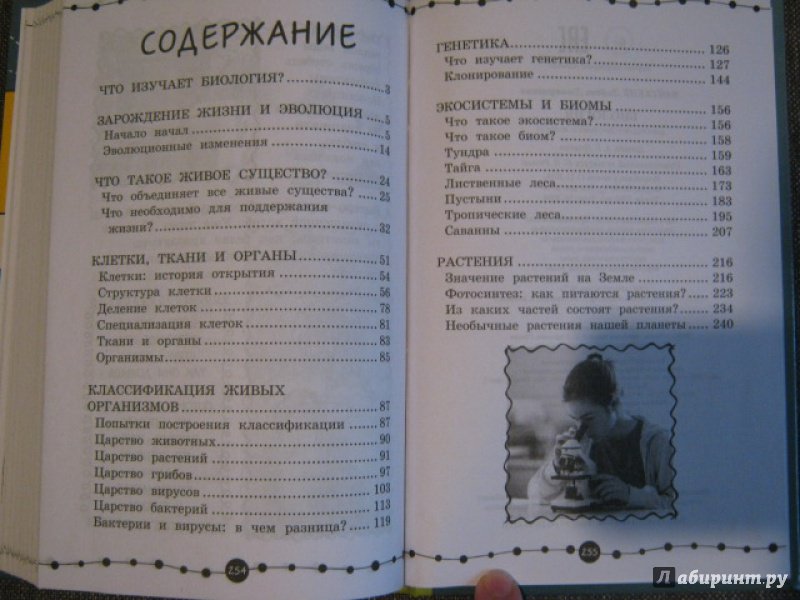 СОДЕРЖАНИЕ
ЧТО ИЗУЧАЕТ БИОЛОГИЯ? 3
ЗАРОЖДЕНИЕ ЖИЗНИ И ЭВОЛЮЦИЯ 5
Начало начал 5
Эволюционные изменения 14
ЧТО ТАКОЕ ЖИВОЕ СУЩЕСТВО? 24
Что объединяет все живые существа? 25
Что необходимо для поддержания
жизни? 32
КЛЕТКИ, ТКАНИ И ОРГАНЫ 51
Клетки: история открытия 54
Структура клетки 56
Деление клеток 78
Специализация клеток 81
Ткани и органы 83
Организмы 85
КЛАССИФИКАЦИЯ ЖИВЫХ
ОРГАНИЗМОВ 87
Попытки построения классификации 87
Царство животных 90
Царство растений 91
Царство грибов 97
Царство вирусов 103
Царство бактерий 113
Бактерии и вирусы: в чем разница? 119
254
ГЕНЕТИКА 126
Что изучает генетика? 127
Клонирование 144
ЭКОСИСТЕМЫ И БИОМЫ 156
Что такое экосистема? 156
Что такое биом? 158
Тундра 159
Тайга 163
Лиственные леса 173
Пустыни 183
Тропические леса 195
Саванны 207
РАСТЕНИЯ 216
Значение растений на Земле 216
Фотосинтез: как питаются растения? 223
Из каких частей состоят растения? 234
Необычные растения нашей планеты 240
255
Лабиринт.ру